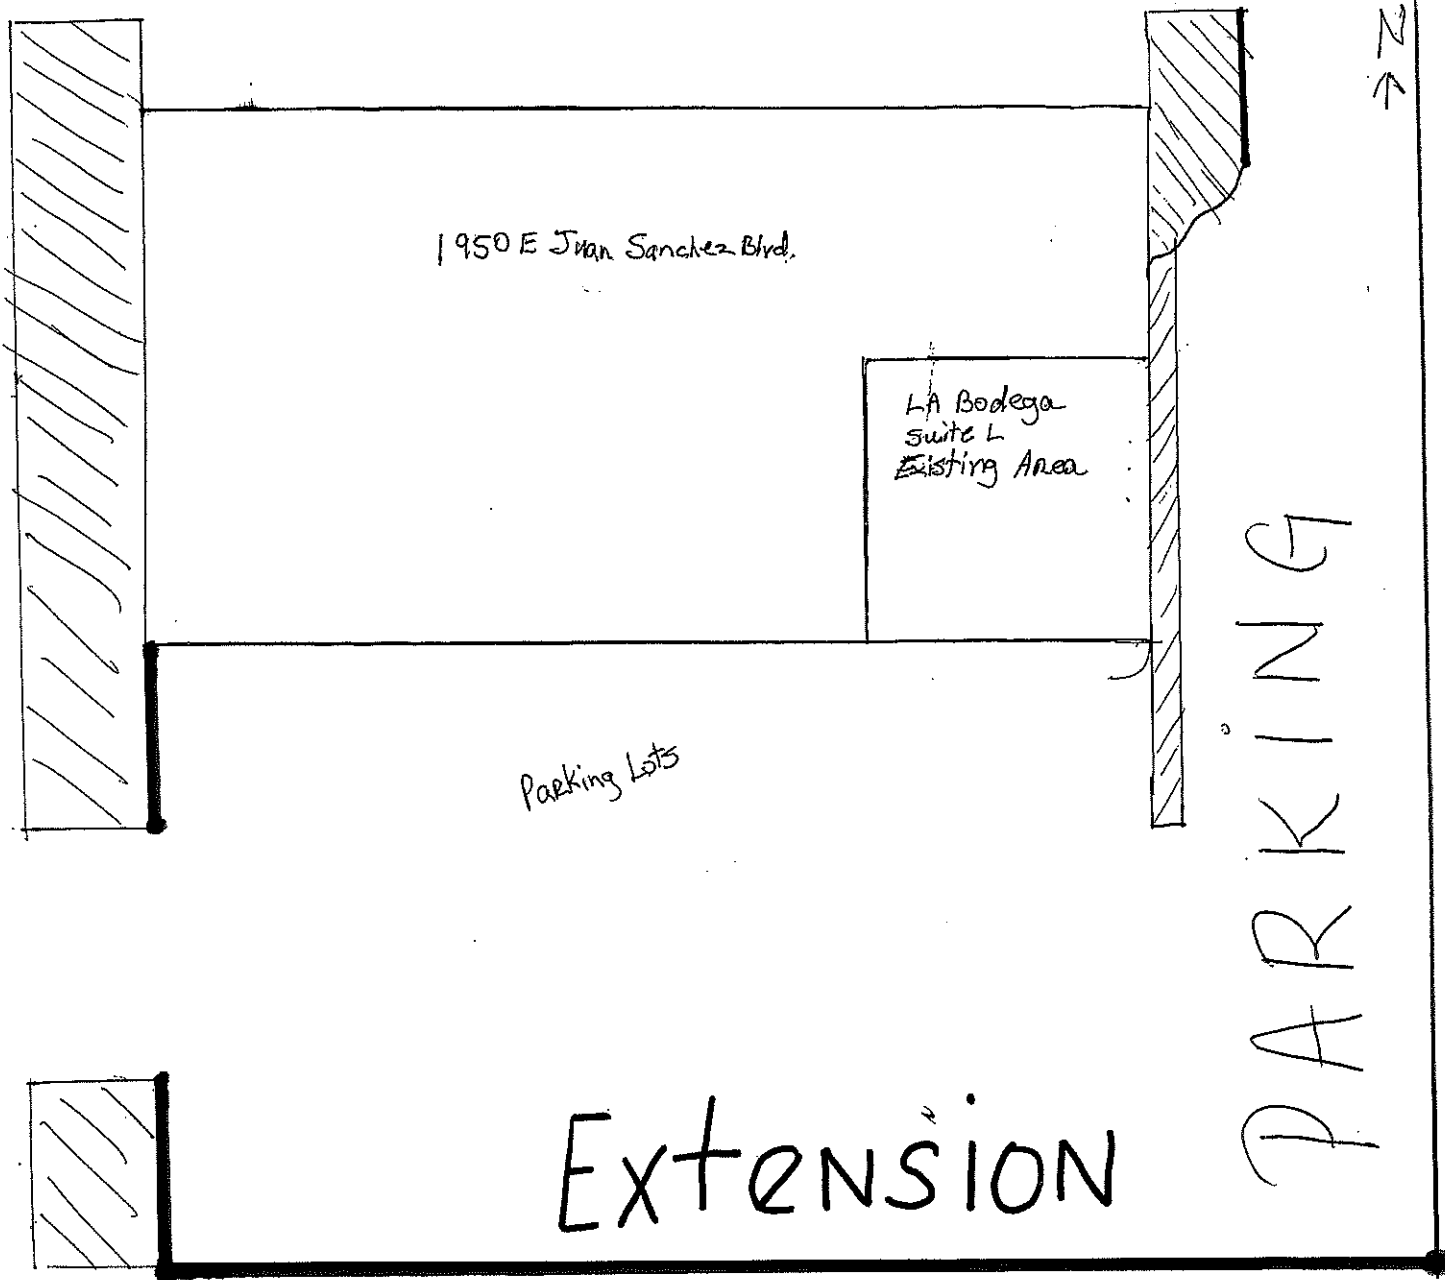 N
1950 E Juan Sanchez Blvd.
LA Bodega
Suite L
Existing Area
PARKiNG
Parking Lots
ExteNsiON